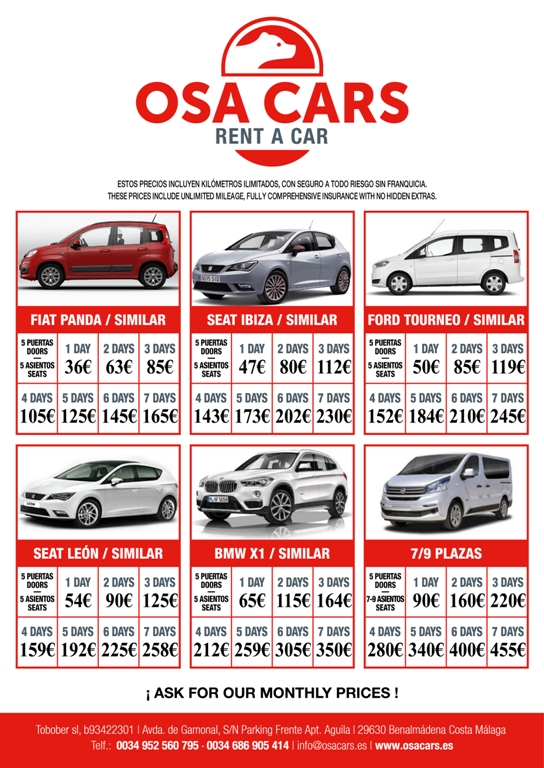 OSA CARS
RENT A CAR
ESTOS PRECIOS INCLUYEN KILÓMETROS ILIMITADOS, CON SEGURO A TODO RIESGO SIN FRANQUICIA.
THESE PRICES INCLUDE UNLIMITED MILEAGE, FULLY COMPREHENSIVE INSURANCE WITH NO HIDDEN EXTRAS.
FIAT PANDA / SIMILAR
5 PUERTAS
DOORS
—
5 ASIENTOS
SEATS
1 DAY 2 DAYS 3 DAYS
36€ 63€ 85€
4 DAYS 5 DAYS 6 DAYS 7 DAYS
105€ 125€ 145€ 165€
SEAT IBIZA / SIMILAR
5 PUERTAS
DOORS
—
5 ASIENTOS
SEATS
1 DAY 2 DAYS 3 DAYS
47€ 80€ 112€
4 DAYS 5 DAYS 6 DAYS 7 DAYS
143€ 173€ 202€ 230€
FORD TOURNEO / SIMILAR
5 PUERTAS
DOORS
—
5 ASIENTOS
SEATS
1 DAY 2 DAYS 3 DAYS
50€ 85€ 119€
4 DAYS 5 DAYS 6 DAYS 7 DAYS
152€ 184€ 210€ 245€
SEAT LEÓN / SIMILAR
5 PUERTAS
DOORS
—
5 ASIENTOS
SEATS
1 DAY 2 DAYS 3 DAYS
54€ 90€ 125€
4 DAYS 5 DAYS 6 DAYS 7 DAYS
159€ 192€ 225€ 258€
BMW X1 / SIMILAR
5 PUERTAS
DOORS
—
5 ASIENTOS
SEATS
1 DAY 2 DAYS 3 DAYS
65€ 115€ 164€
4 DAYS 5 DAYS 6 DAYS 7 DAYS
212€ 259€ 305€ 350€
7/9 PLAZAS
5 PUERTAS
DOORS
—
7-9 ASIENTOS
SEATS
1 DAY 2 DAYS 3 DAYS
90€ 160€ 220€
4 DAYS 5 DAYS 6 DAYS 7 DAYS
280€ 340€ 400€ 455€
¡ ASK FOR OUR MONTHLY PRICES !
Tobober sl, b93422301 | Avda. de Gamonal, S/N Parking Frente Apt. Aguila | 29630 Benalmádena Costa Málaga
Telf.: 0034 952 560 795 · 0034 686 905 414 | info@osacars.es | www.osacars.es